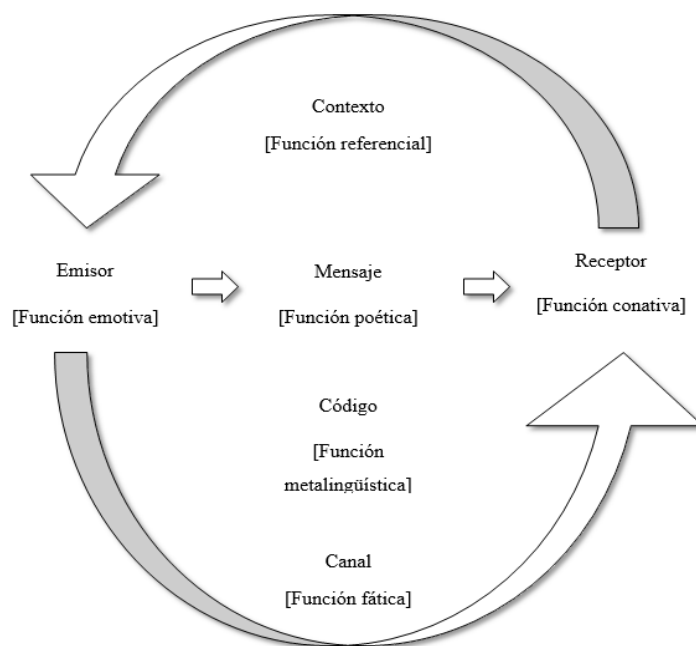 Contexto
[Función referencial]
Emisor
[Función emotiva]
Mensaje
[Función poética]
Receptor
[Función conativa]
Código
[Función
metalingüística]
Canal
[Función fática]